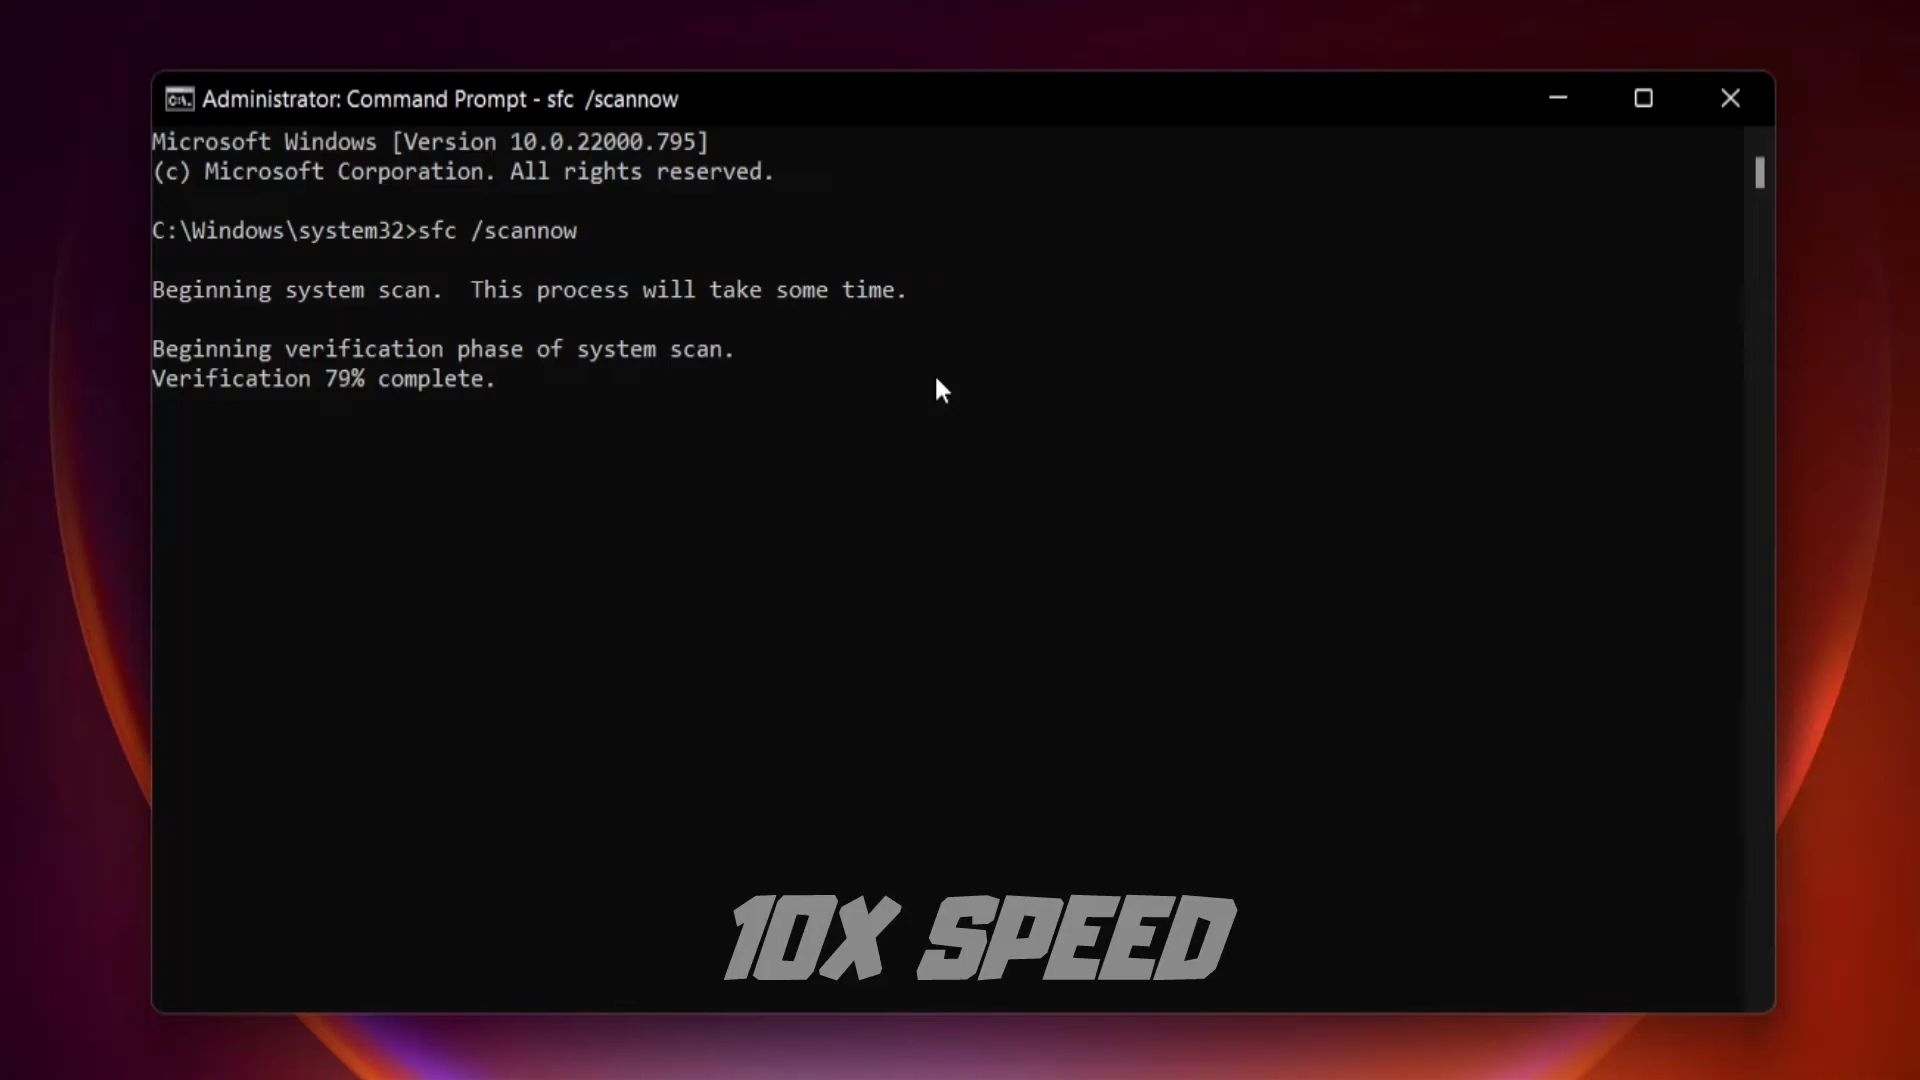 Administrator: Command Prompt - sfc  /scannow
Microsoft Windows [Version 10.0.22000.795]
(c) Microsoft Corporation. All rights reserved.
C:\Windows\system32>sfc /scannow
Beginning system scan.  This process will take some time.
Beginning verification phase of system scan.
Verification 79% complete.
10X SPEED